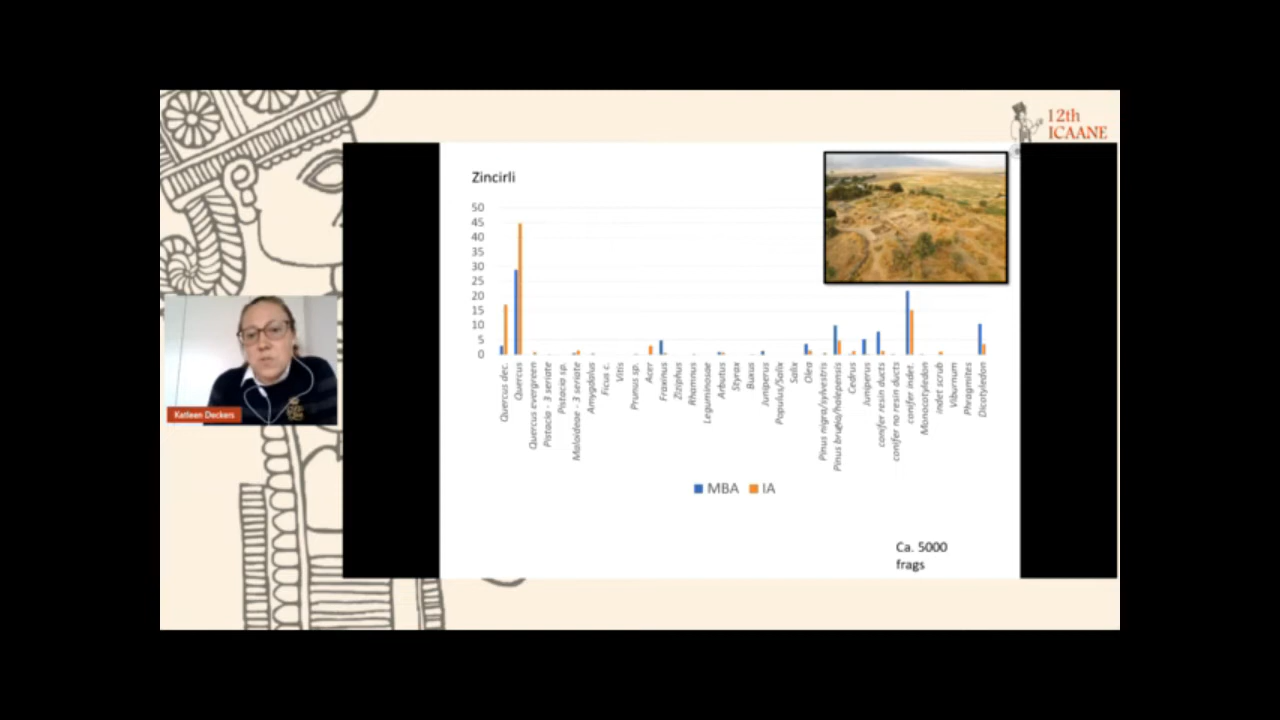 12th
ICAANE
Zincirli
50
45
40
35
30
25
20
15
10
5
0
Quercus dec.
Quercus
Quercus evergreen
Pistacia - 3 seriate
Pistacia sp.
Maloideae - 3 seriate
Amygdalus
Ficus c.
Vitis
Prunus sp.
Acer
Fraxinus
Ziziphus
Rhamnus
Leguminosae
Arbutus
Styrax
Buxus
Juniperus
Populus/Salix
Salix
Olea
Pinus nigra/sylvestris
Pinus brutia/halepensis
Cedrus
Juniperus
conifer resin ducts
conifer no resin ducts
conifer indet.
Monocotyledon
indet scrub
Viburnum
Phragmites
Dicotyledon
MBA IA
Ca. 5000
frags
Katleen Deckers